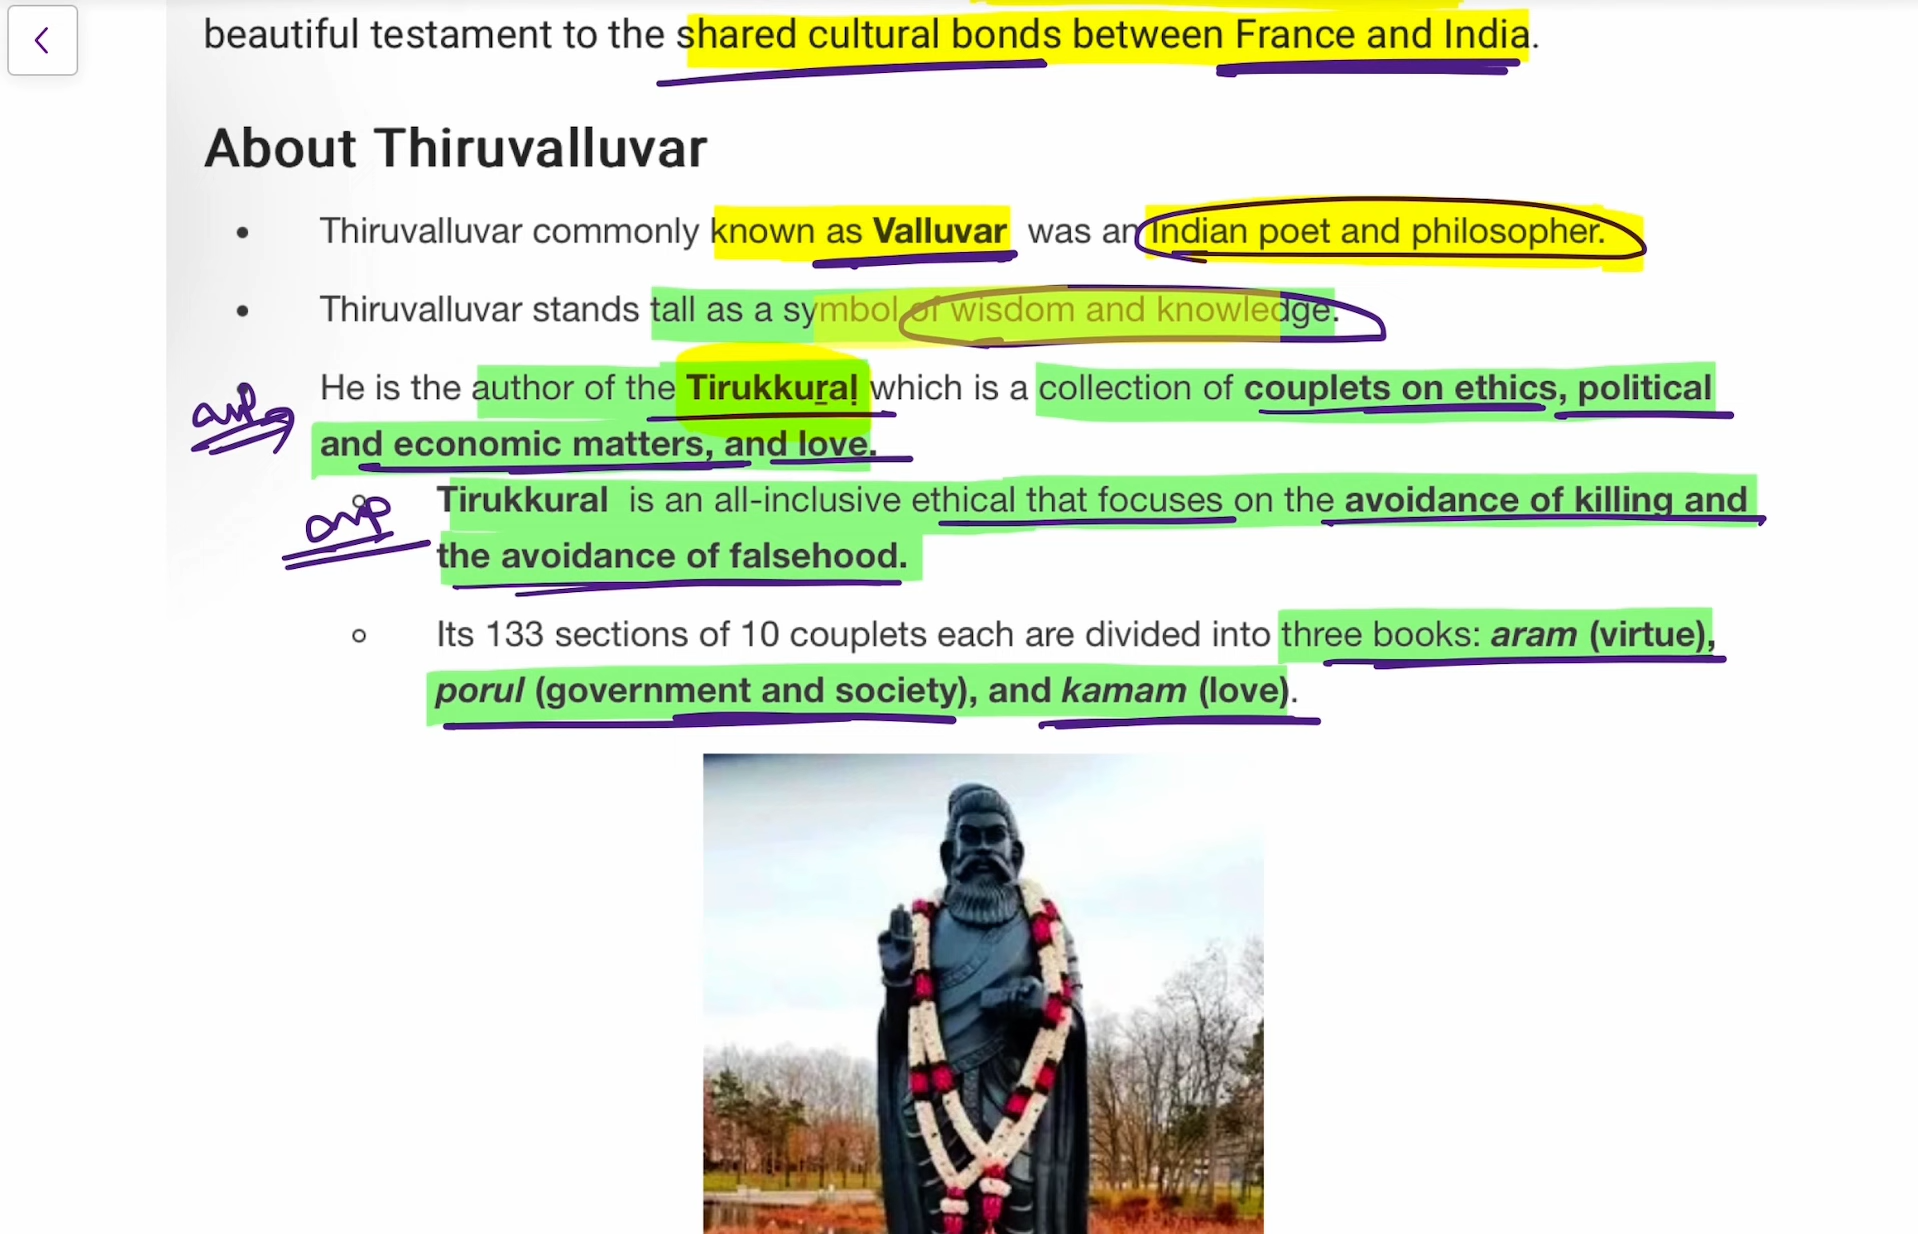 beautiful testament to the shared cultural bonds between France and India.
About Thiruvalluvar
• Thiruvalluvar commonly known as Valluvar was an Indian poet and philosopher.
• Thiruvalluvar stands tall as a symbol of wisdom and knowledge.
He is the author of the Tirukkuṟaḷ which is a collection of couplets on ethics, political
and economic matters, and love.
Tirukkural is an all-inclusive ethical that focuses on the avoidance of killing and
the avoidance of falsehood.
Its 133 sections of 10 couplets each are divided into three books: aram (virtue),
porul (government and society), and kamam (love).